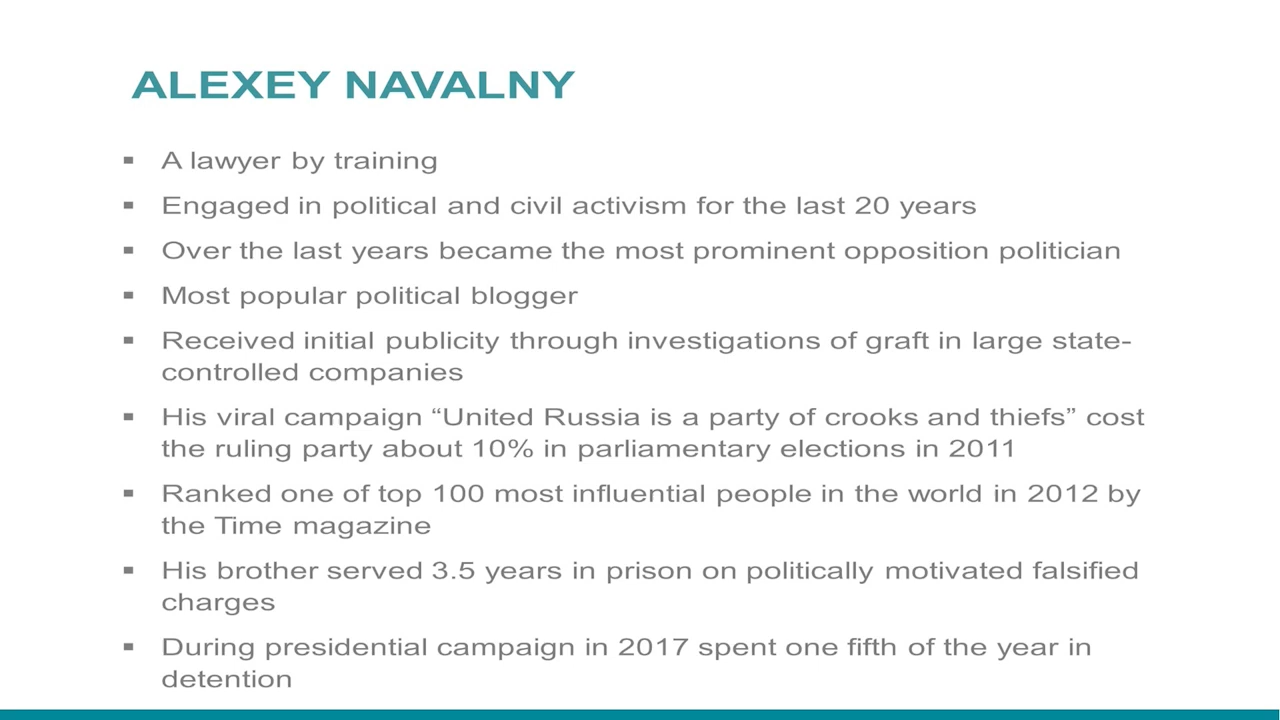 ALEXEY NAVALNY
▪ A lawyer by training
▪ Engaged in political and civil activism for the last 20 years
▪ Over the last years became the most prominent opposition politician
▪ Most popular political blogger
▪ Received initial publicity through investigations of graft in large state-
controlled companies
▪ His viral campaign “United Russia is a party of crooks and thiefs” cost
the ruling party about 10% in parliamentary elections in 2011
▪ Ranked one of top 100 most influential people in the world in 2012 by
the Time magazine
▪ His brother served 3.5 years in prison on politically motivated falsified
charges
▪ During presidential campaign in 2017 spent one fifth of the year in
detention